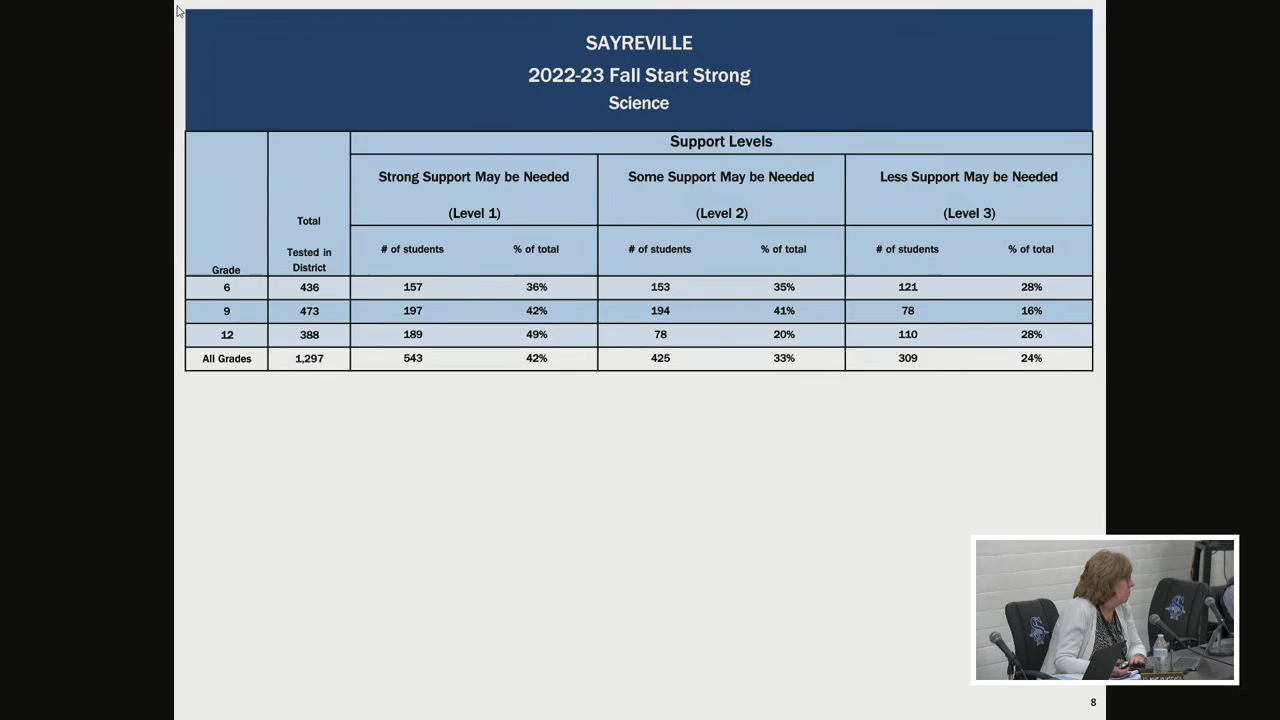 SAYREVILLE
2022-23 Fall Start Strong
Science
Support Levels
Strong Support May be Needed
(Level 1)
Some Support May be Needed
(Level 2)
Less Support May be Needed
(Level 3)
Grade
Total
Tested in
District
# of students % of total # of students % of total # of students % of total
6 436 157 36% 153 35% 121 28%
9 473 197 42% 194 41% 78 16%
12 388 189 49% 78 20% 110 28%
All Grades 1,297 543 42% 425 33% 309 24%
8